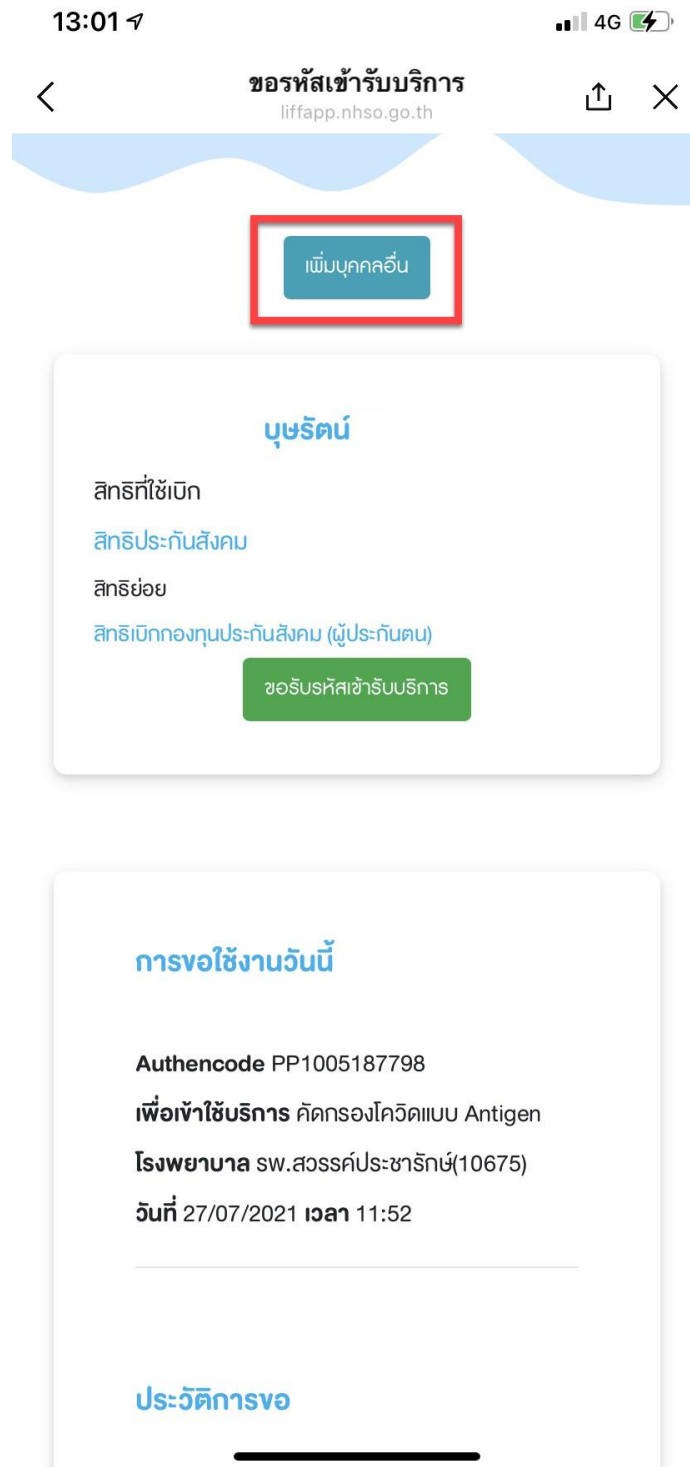 13:01
4G
ขอรหัสเข้ารับบริการ
liffapp.nhso.go.th
เพิ่มบุคคลอื่น
บุษรัตน์
สิทธิที่ใช้เบิก
สิทธิประกันสังคม
สิทธิย่อย
สิทธิเบิกกองทุนประกันสังคม (ผู้ประกันตน)
ขอรับรหัสเข้ารับบริการ
การขอใช้งานวันนี้
Authencode PP1005187798
เพื่อเข้าใช้บริการ คัดกรองโควิดแบบ Antigen
โรงพยาบาล รพ.สวรรค์ประชารักษ์(10675)
วันที่ 27/07/2021 เวลา 11:52
ประวัติการขอ